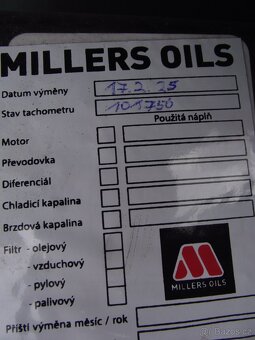 MILLERS OILS
Datum výměny 17.2.25
Stav tachometru 101750
Použitá náplň
Motor
Převodovka
Diferenciál
Chladicí kapalina
Brzdová kapalina
Filtr - olejový
- vzduchový
- pylový
- palivový
MILLERS OILS
Příští výměna měsíc / rok